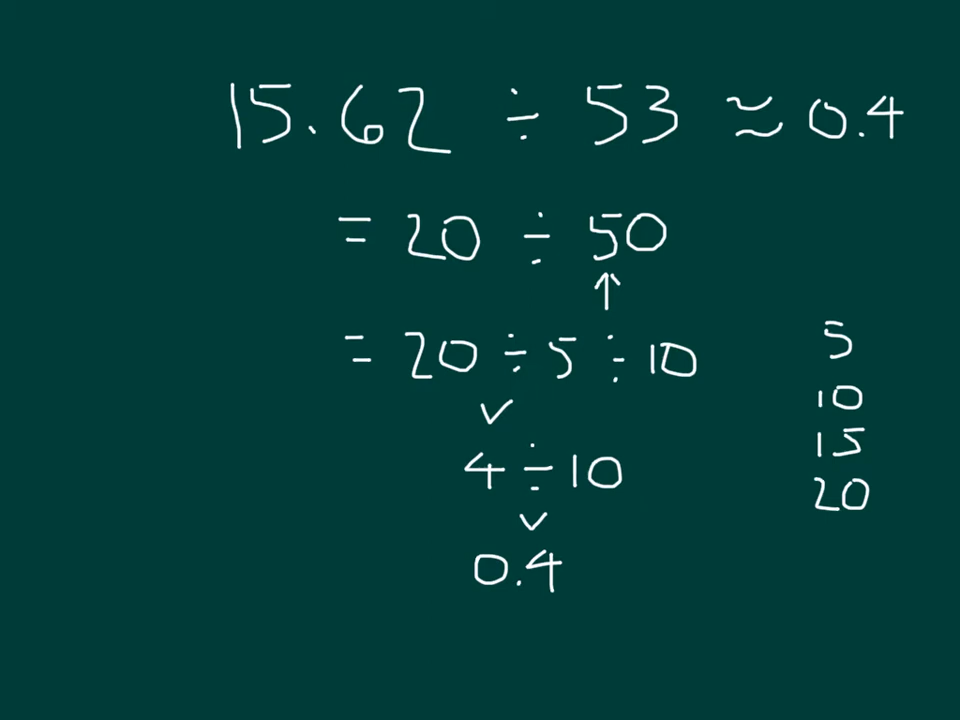 15.62 ÷ 53 ≈ 0.4
= 20 ÷ 50
↑
= 20 ÷ 5 ÷ 10
4 ÷ 10
0.4
5
10
15
20